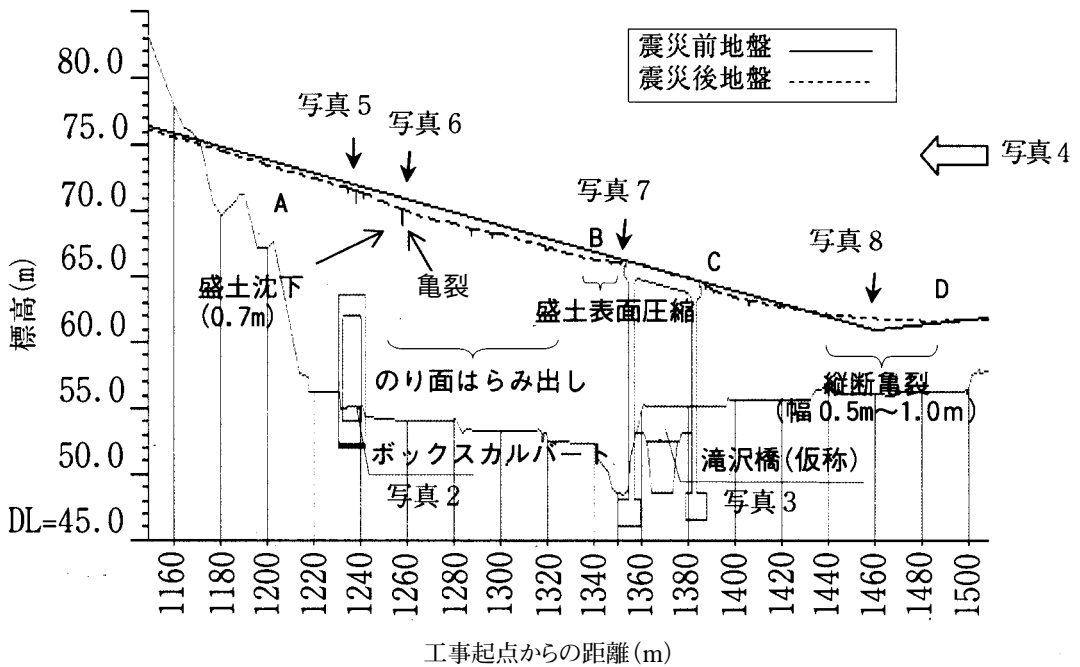 震災前地盤
震災後地盤
80.0
75.0
70.0
65.0
60.0
55.0
50.0
DL=45.0
標高(m)
写真5
写真6
写真7
写真4
写真8
A
B
C
D
盛土沈下
(0.7m)
亀裂
盛土表面圧縮
のり面はらみ出し
縦断亀裂
(幅0.5m～1.0m)
ボックスカルバート
滝沢橋(仮称)
写真2
写真3
1160
1180
1200
1220
1240
1260
1280
1300
1320
1340
1360
1380
1400
1420
1440
1460
1480
1500
工事起点からの距離(m)